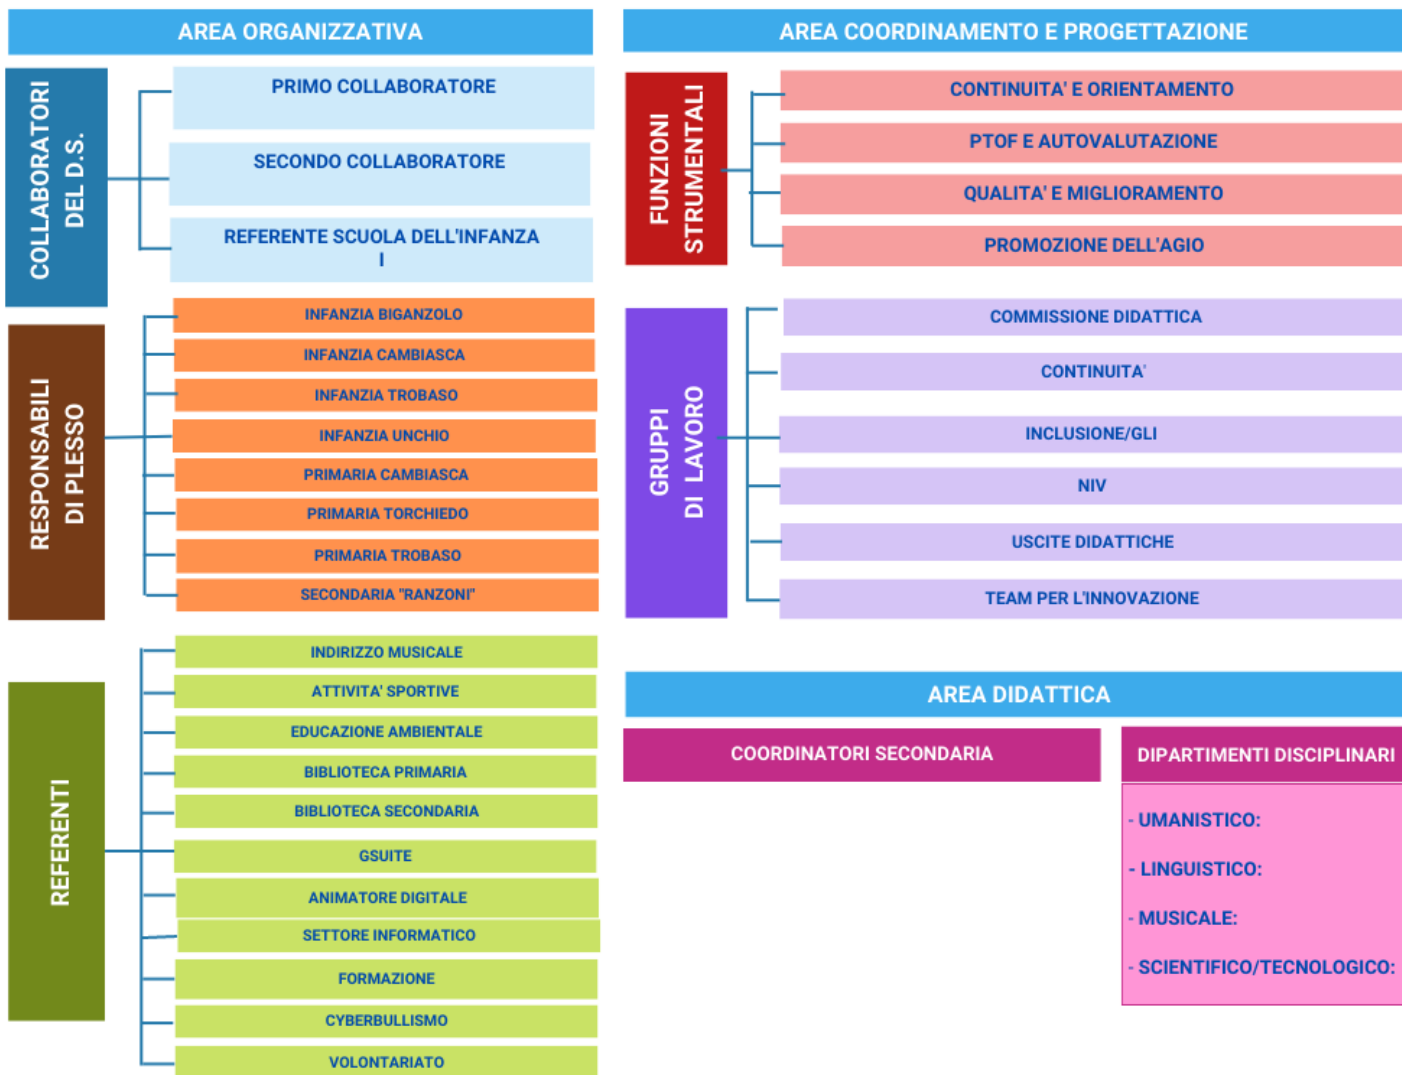 AREA ORGANIZZATIVA
COLLABORATORI
DEL D.S.
PRIMO COLLABORATORE
SECONDO COLLABORATORE
REFERENTE SCUOLA DELL'INFANZA
I
RESPONSABILI
DI PLESSO
INFANZIA BIGANZOLO
INFANZIA CAMBIASCA
INFANZIA TROBASO
INFANZIA UNCHIO
PRIMARIA CAMBIASCA
PRIMARIA TORCHIEDO
PRIMARIA TROBASO
SECONDARIA "RANZONI"
REFERENTI
INDIRIZZO MUSICALE
ATTIVITA' SPORTIVE
EDUCAZIONE AMBIENTALE
BIBLIOTECA PRIMARIA
BIBLIOTECA SECONDARIA
GSUITE
ANIMATORE DIGITALE
SETTORE INFORMATICO
FORMAZIONE
CYBERBULLISMO
VOLONTARIATO
AREA COORDINAMENTO E PROGETTAZIONE
FUNZIONI
STRUMENTALI
CONTINUITA' E ORIENTAMENTO
PTOF E AUTOVALUTAZIONE
QUALITA' E MIGLIORAMENTO
PROMOZIONE DELL'AGIO
GRUPPI
DI LAVORO
COMMISSIONE DIDATTICA
CONTINUITA'
INCLUSIONE/GLI
NIV
USCITE DIDATTICHE
TEAM PER L'INNOVAZIONE
AREA DIDATTICA
COORDINATORI SECONDARIA
DIPARTIMENTI DISCIPLINARI
- UMANISTICO:
- LINGUISTICO:
- MUSICALE:
- SCIENTIFICO/TECNOLOGICO: